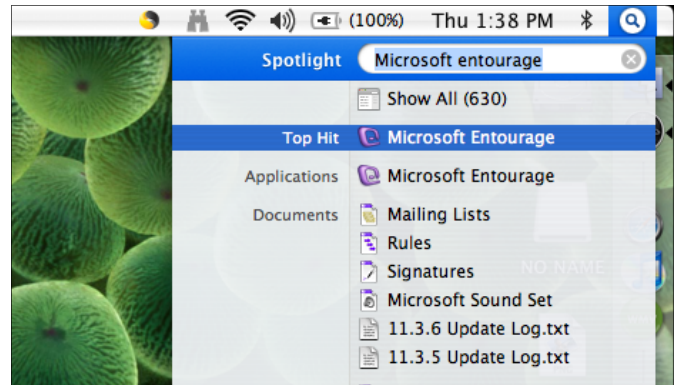 (100%) Thu 1:38 PM
Spotlight Microsoft entourage
Show All (630)
Top Hit Microsoft Entourage
Applications Microsoft Entourage
Documents Mailing Lists
Rules
Signatures
NO NAME
Microsoft Sound Set
11.3.6 Update Log.txt
11.3.5 Update Log.txt